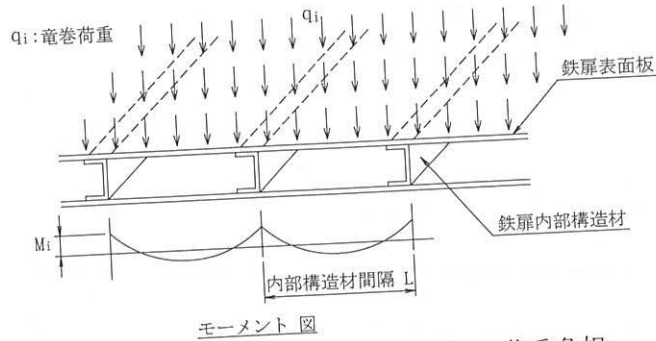 qi
qi:竜巻荷重
鉄扉表面板
鉄扉内部構造材
Mi
内部構造材間隔 L
モーメント 図